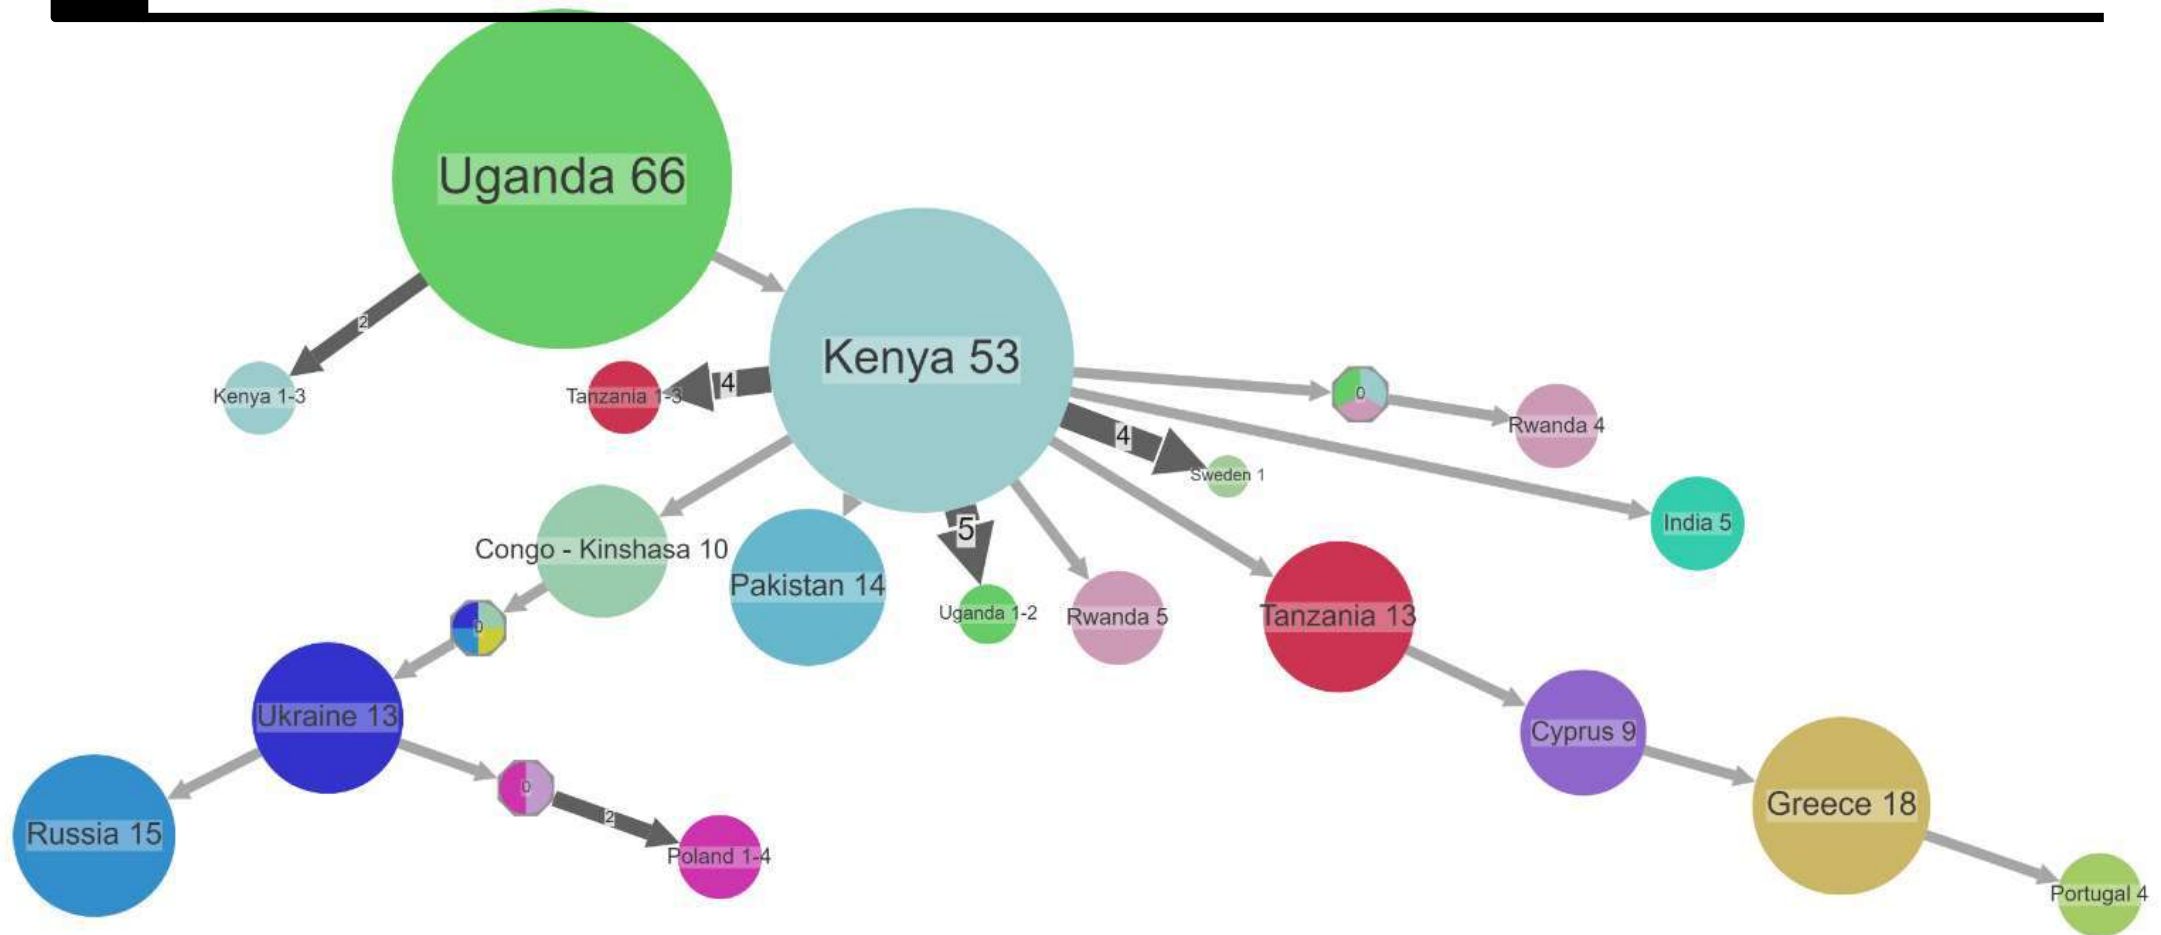 Uganda 66
Kenya 53
2
4
Kenya 1-3
Tanzania 1-3
0
Rwanda 4
4
Sweden 1
India 5
5
Congo - Kinshasa 10
Pakistan 14
Uganda 1-2
Rwanda 5
Tanzania 13
0
Ukraine 13
Cyprus 9
0
2
Greece 18
Russia 15
Poland 1-4
Portugal 4